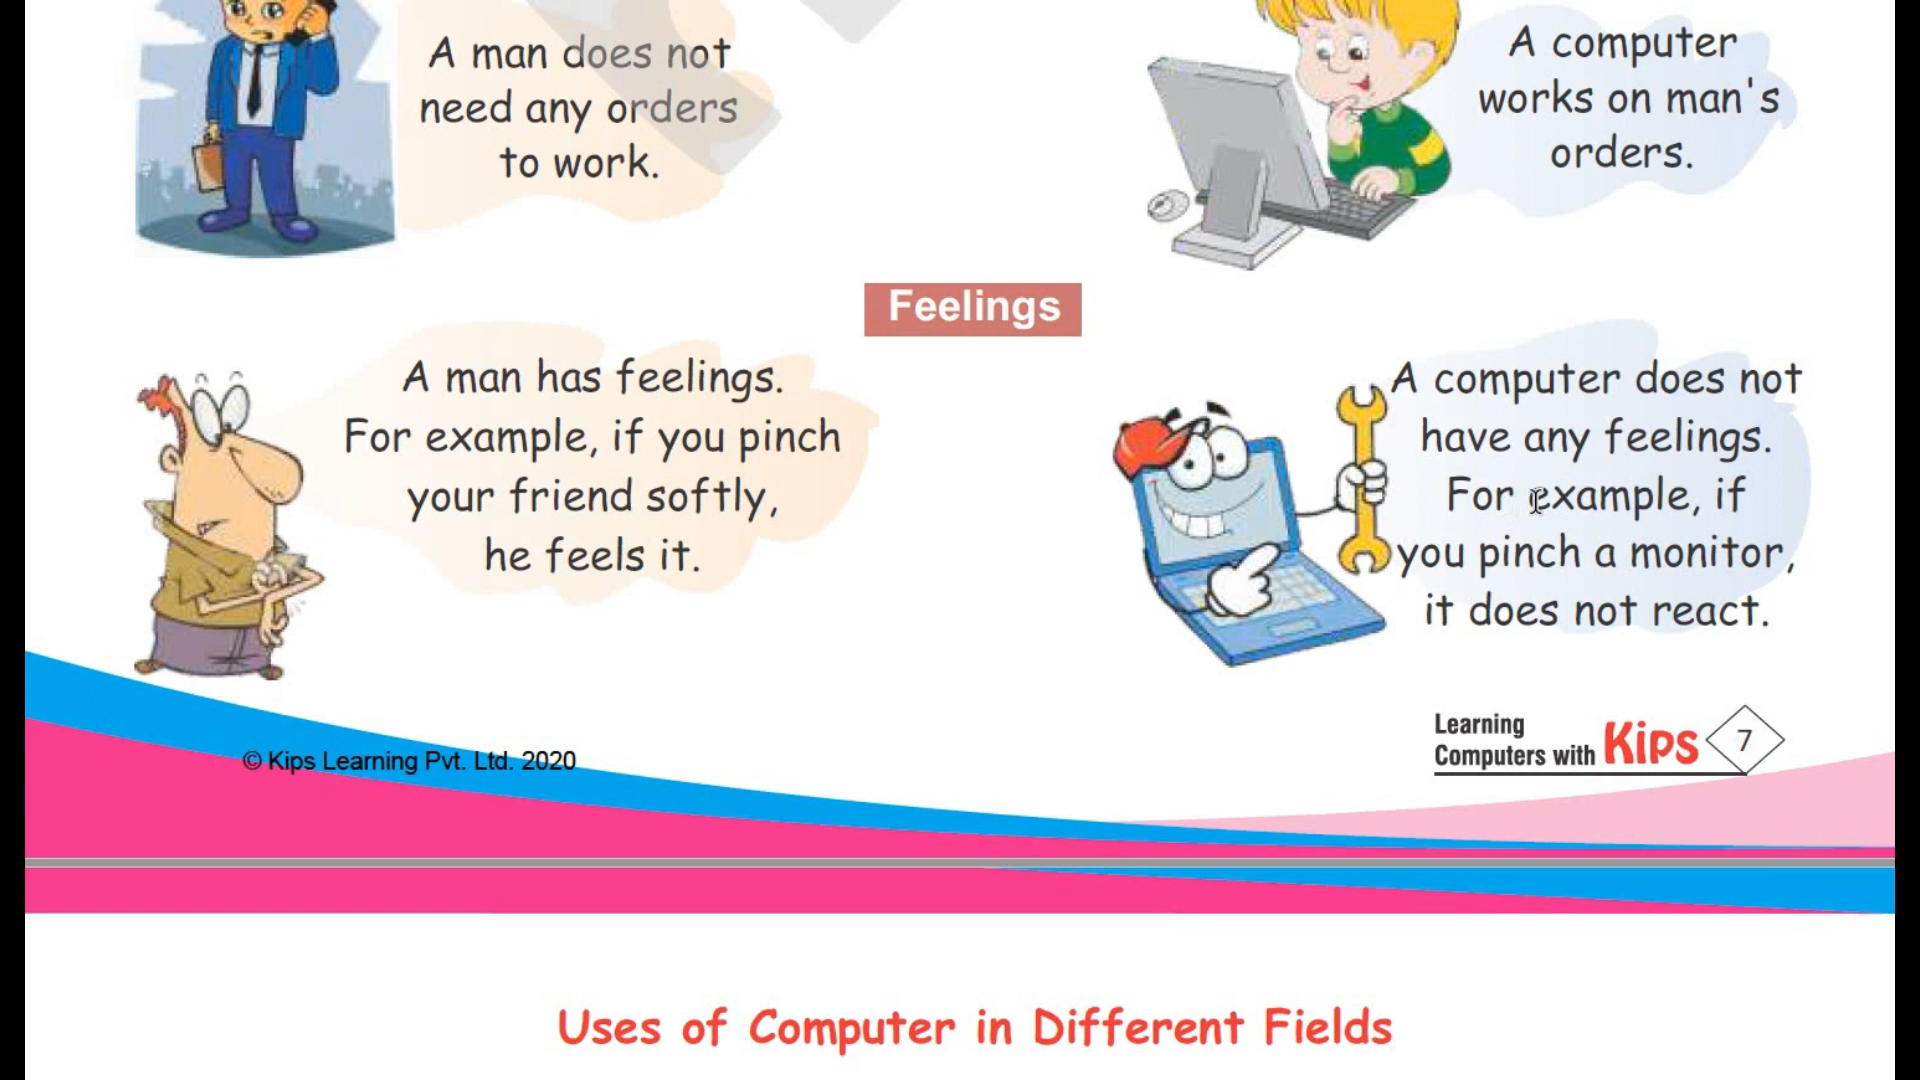 A man does not
need any orders
to work.
A computer
works on man's
orders.
Feelings
A man has feelings.
For example, if you pinch
your friend softly,
he feels it.
A computer does not
have any feelings.
For example, if
you pinch a monitor,
it does not react.
© Kips Learning Pvt. Ltd. 2020
Learning
Computers with Kips 7
Uses of Computer in Different Fields